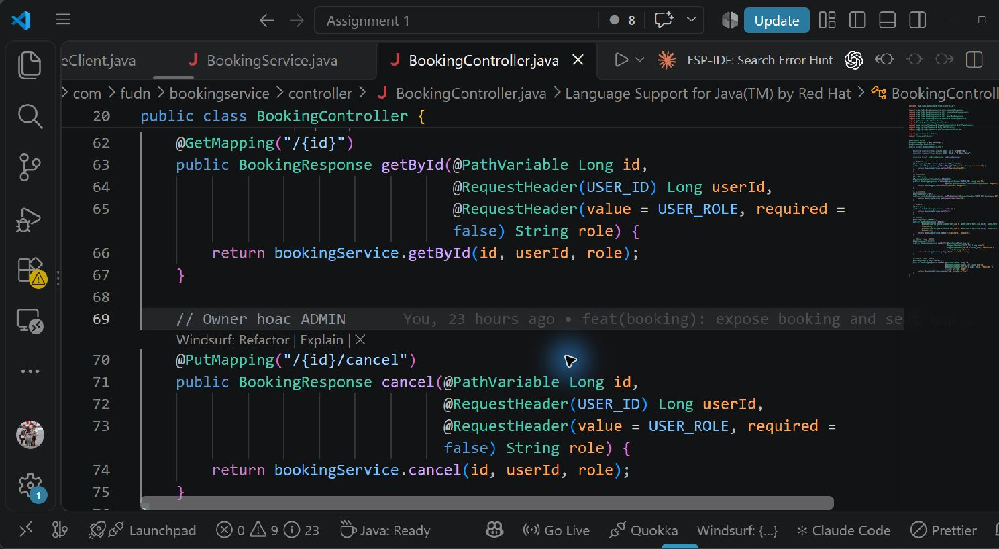 Assignment 1
8
Update
eClient.java
BookingService.java
BookingController.java
ESP-IDF: Search Error Hint
com > fudn > bookingservice > controller > BookingController.java > Language Support for Java(TM) by Red Hat > BookingControll
20 public class BookingController {
62 @GetMapping("/{id}")
63 public BookingResponse getById(@PathVariable Long id,
64 @RequestHeader(USER_ID) Long userId,
65 @RequestHeader(value = USER_ROLE, required =
false) String role) {
66 return bookingService.getById(id, userId, role);
67 }
68
69 // Owner hoac ADMIN You, 23 hours ago • feat(booking): expose booking and seat map …
Windsurf: Refactor | Explain | X
70 @PutMapping("/{id}/cancel")
71 public BookingResponse cancel(@PathVariable Long id,
72 @RequestHeader(USER_ID) Long userId,
73 @RequestHeader(value = USER_ROLE, required =
false) String role) {
74 return bookingService.cancel(id, userId, role);
75 }
1
Launchpad
0 9 23
Java: Ready
Go Live
Quokka
Windsurf: {...}
Claude Code
Prettier